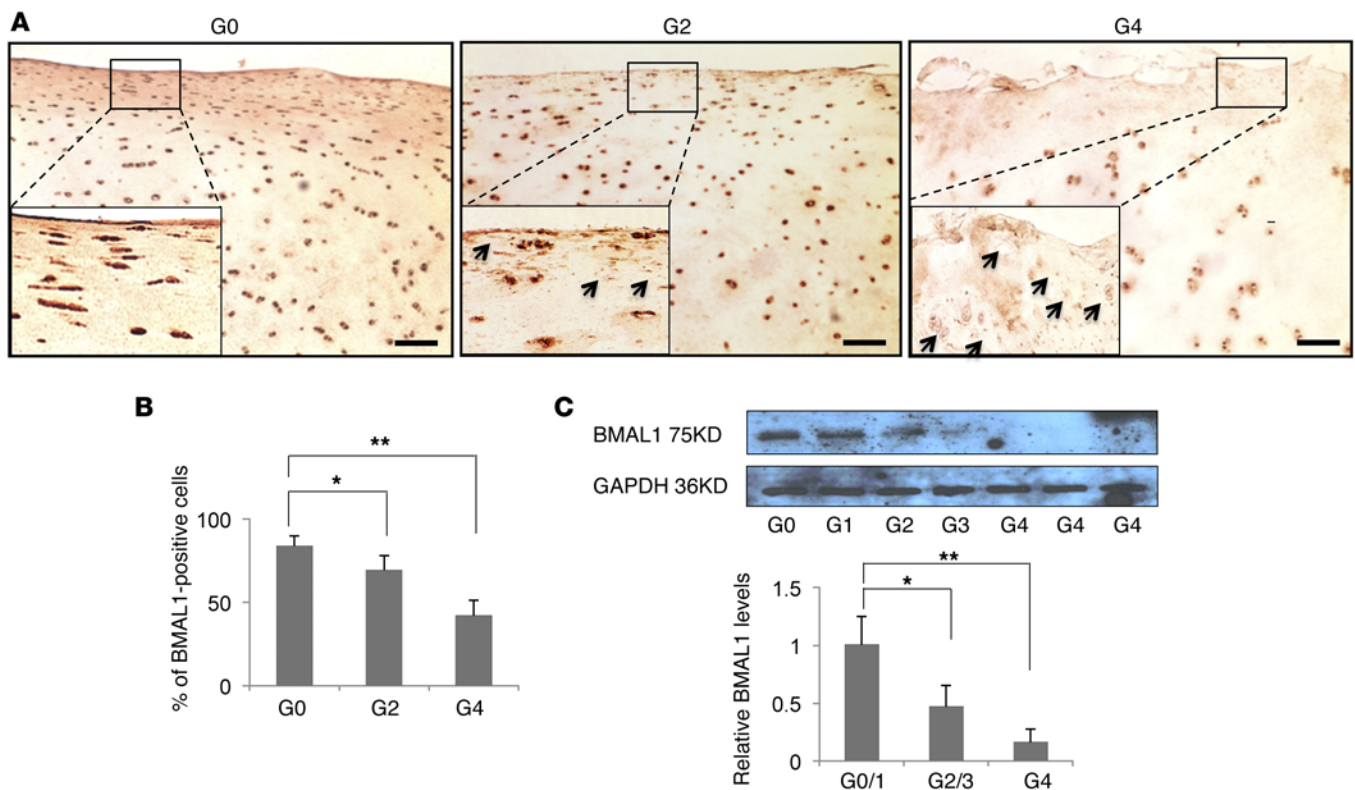 A
G0 G2 G4
B
**
*
% of BMAL1-positive cells
100
50
0
G0 G2 G4
C
BMAL1 75KD
GAPDH 36KD
G0 G1 G2 G3 G4 G4 G4
**
*
Relative BMAL1 levels
1.5
1
0.5
0
G0/1 G2/3 G4